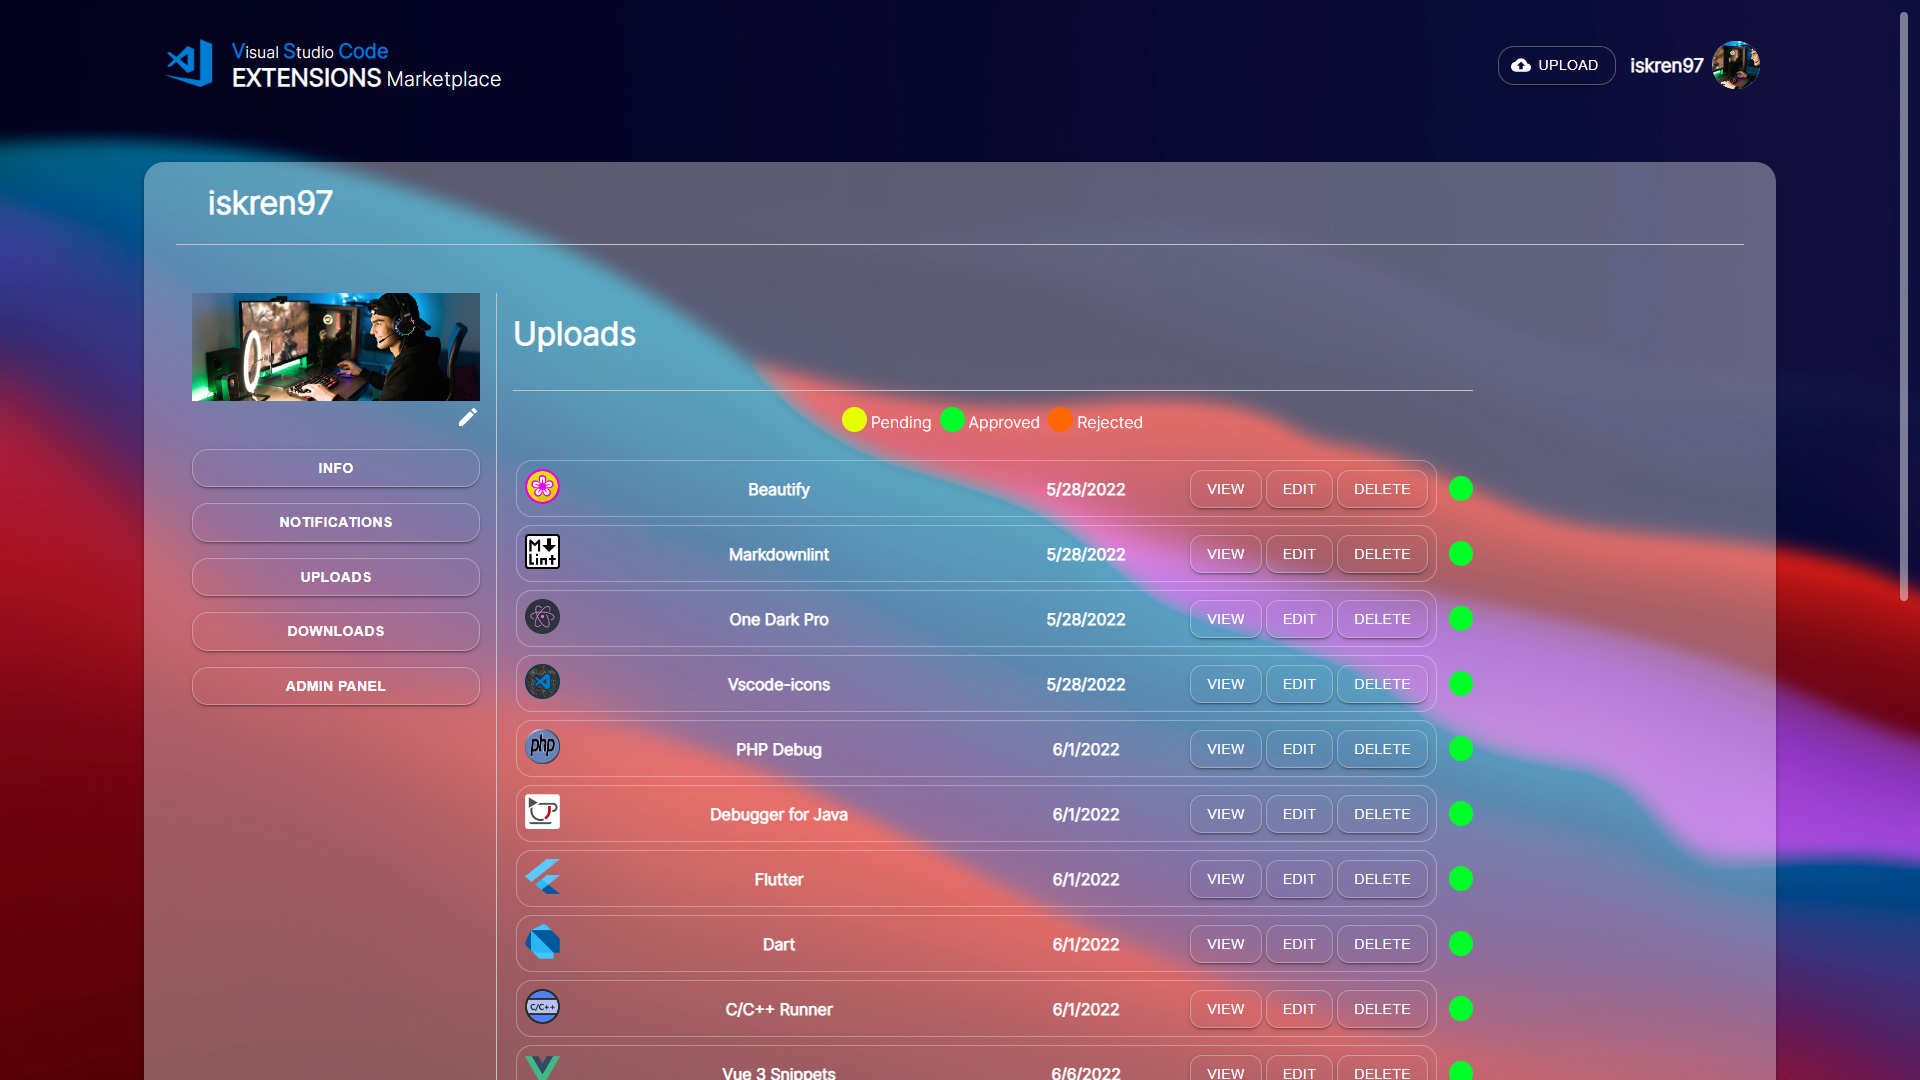 Visual Studio Code
EXTENSIONS Marketplace
UPLOAD
iskren97
iskren97
INFO
NOTIFICATIONS
UPLOADS
DOWNLOADS
ADMIN PANEL
Uploads
Pending Approved Rejected
Beautify 5/28/2022 VIEW EDIT DELETE
M Lint Markdownlint 5/28/2022 VIEW EDIT DELETE
One Dark Pro 5/28/2022 VIEW EDIT DELETE
Vscode-icons 5/28/2022 VIEW EDIT DELETE
php PHP Debug 6/1/2022 VIEW EDIT DELETE
Debugger for Java 6/1/2022 VIEW EDIT DELETE
Flutter 6/1/2022 VIEW EDIT DELETE
Dart 6/1/2022 VIEW EDIT DELETE
C/C++ C/C++ Runner 6/1/2022 VIEW EDIT DELETE
Vue 3 Snippets 6/6/2022 VIEW EDIT DELETE